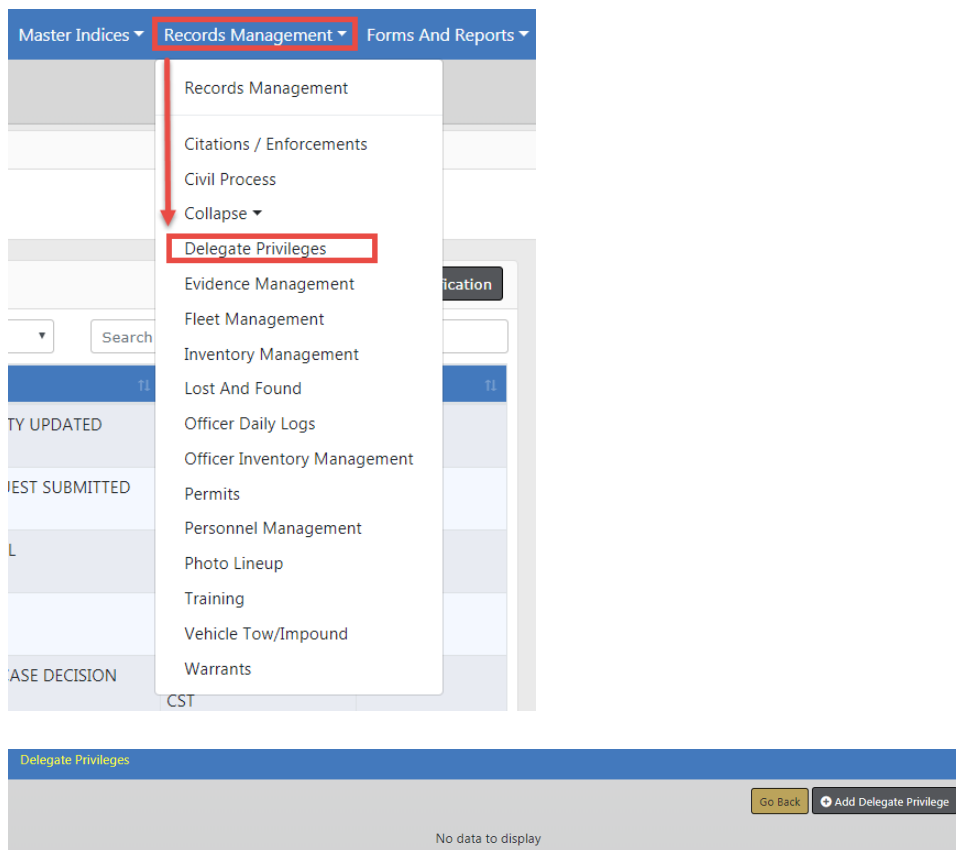 Master Indices Records Management Forms And Reports
Records Management
Citations / Enforcements
Civil Process
Collapse
Delegate Privileges
Evidence Management
ication
Fleet Management
Search
Inventory Management
Lost And Found
TY UPDATED
Officer Daily Logs
Officer Inventory Management
UEST SUBMITTED
Permits
Personnel Management
L
Photo Lineup
Training
Vehicle Tow/Impound
Warrants
ASE DECISION
CST
Delegate Privileges
Go Back Add Delegate Privilege
No data to display